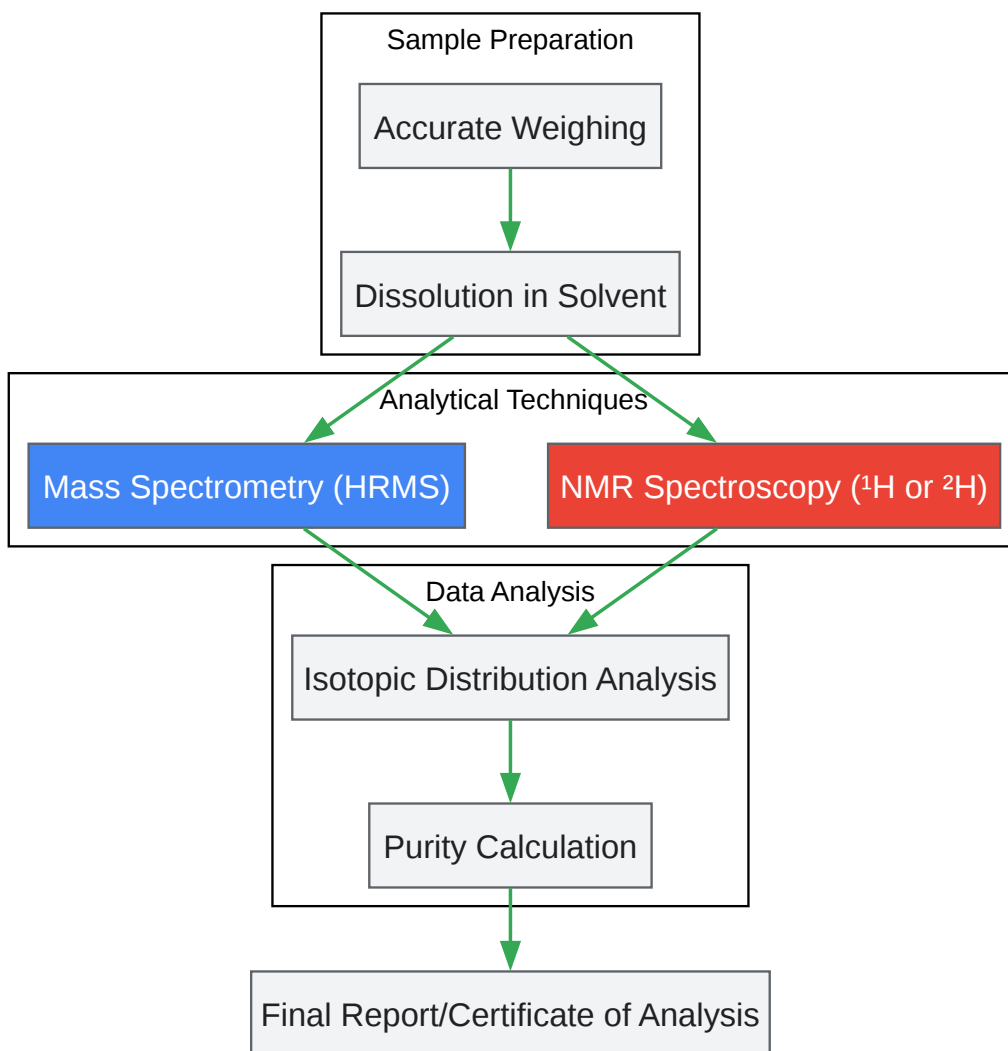 Sample Preparation
Accurate Weighing
Dissolution in Solvent
Analytical Techniques
Mass Spectrometry (HRMS)
NMR Spectroscopy (¹H or ²H)
Data Analysis
Isotopic Distribution Analysis
Purity Calculation
Final Report/Certificate of Analysis